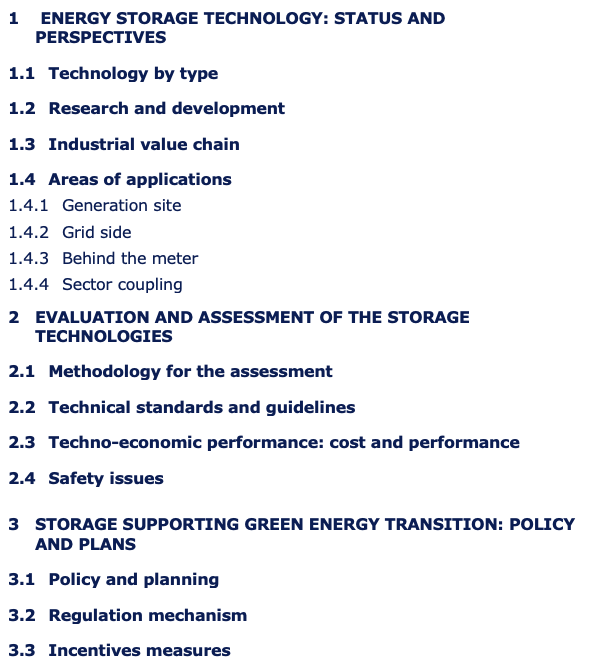 1 ENERGY STORAGE TECHNOLOGY: STATUS AND
PERSPECTIVES
1.1 Technology by type
1.2 Research and development
1.3 Industrial value chain
1.4 Areas of applications
1.4.1 Generation site
1.4.2 Grid side
1.4.3 Behind the meter
1.4.4 Sector coupling
2 EVALUATION AND ASSESSMENT OF THE STORAGE
TECHNOLOGIES
2.1 Methodology for the assessment
2.2 Technical standards and guidelines
2.3 Techno-economic performance: cost and performance
2.4 Safety issues
3 STORAGE SUPPORTING GREEN ENERGY TRANSITION: POLICY
AND PLANS
3.1 Policy and planning
3.2 Regulation mechanism
3.3 Incentives measures